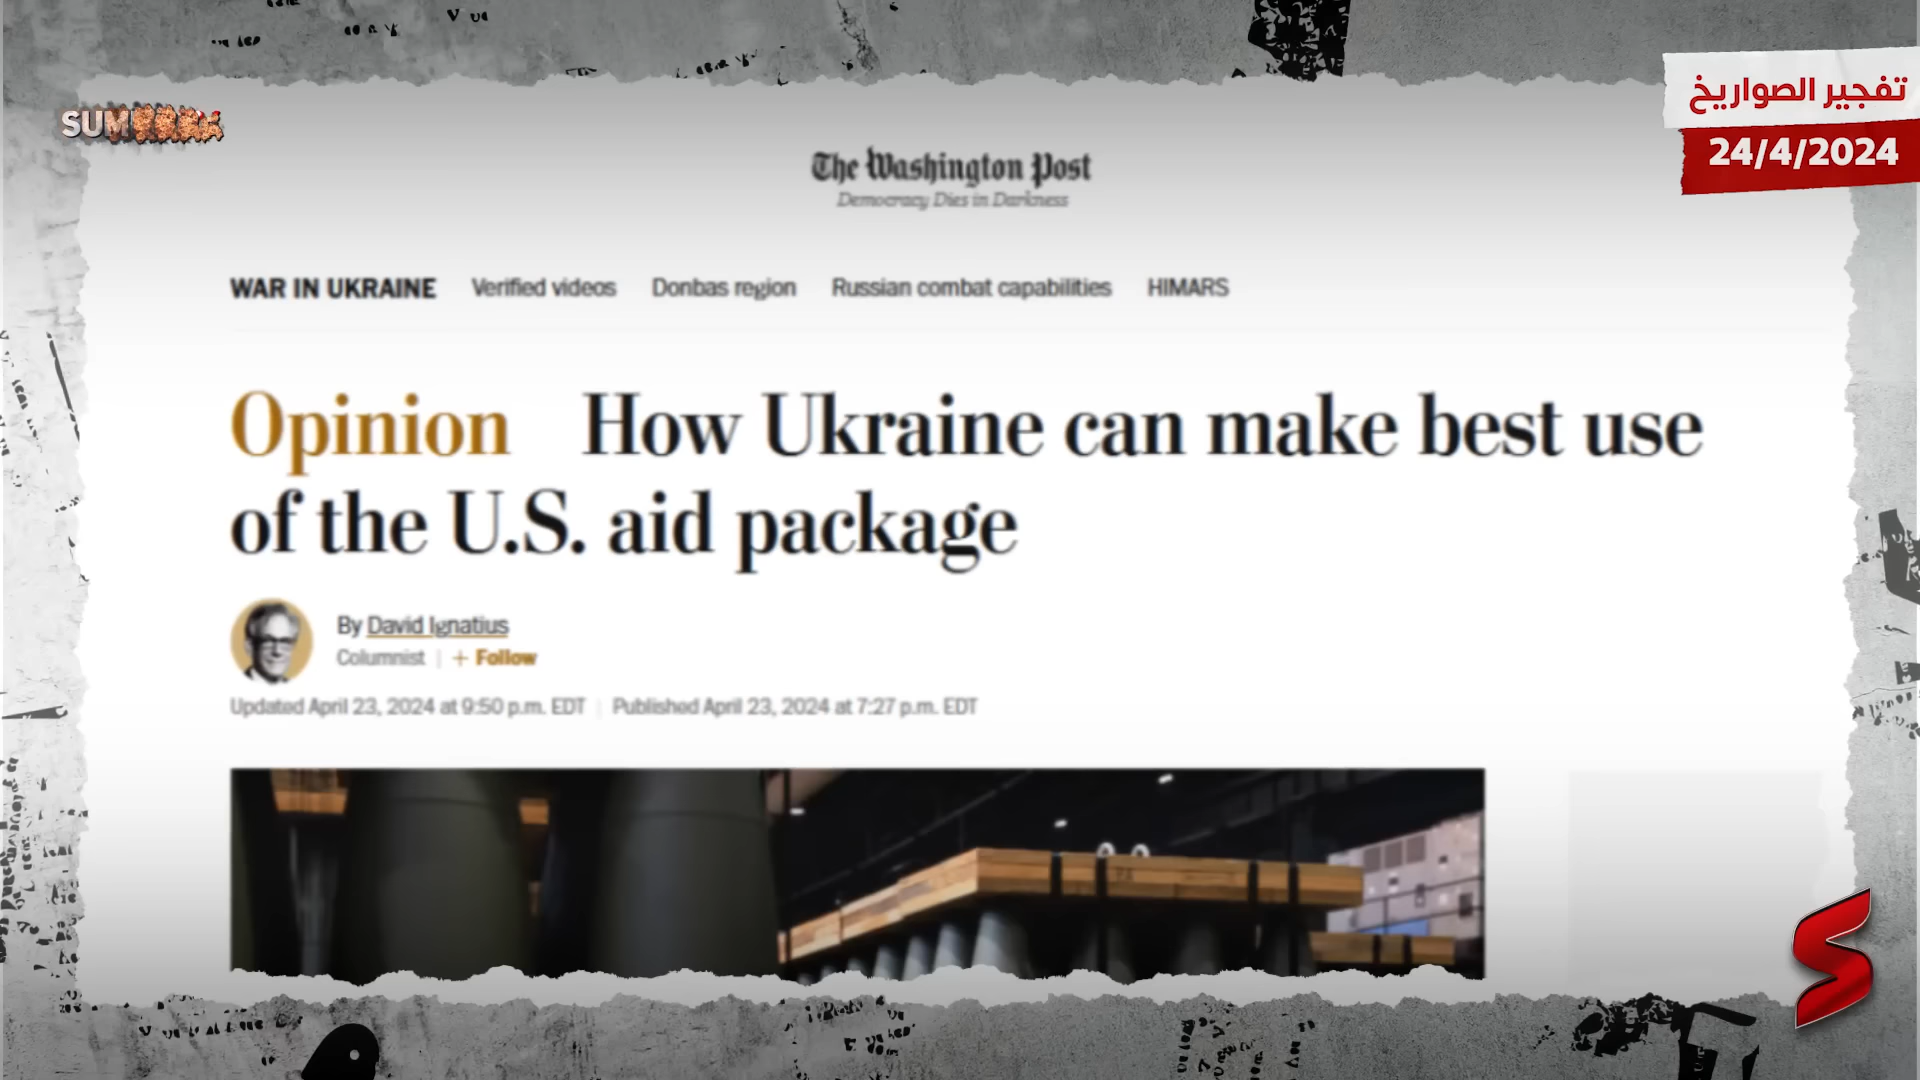 تفجير الصواريخ
24/4/2024
SUM
The Washington Post
Democracy Dies in Darkness
WAR IN UKRAINE Verified videos Donbas region Russian combat capabilities HIMARS
Opinion How Ukraine can make best use
of the U.S. aid package
By David Ignatius
Columnist | + Follow
Updated April 23, 2024 at 9:50 p.m. EDT | Published April 23, 2024 at 7:27 p.m. EDT